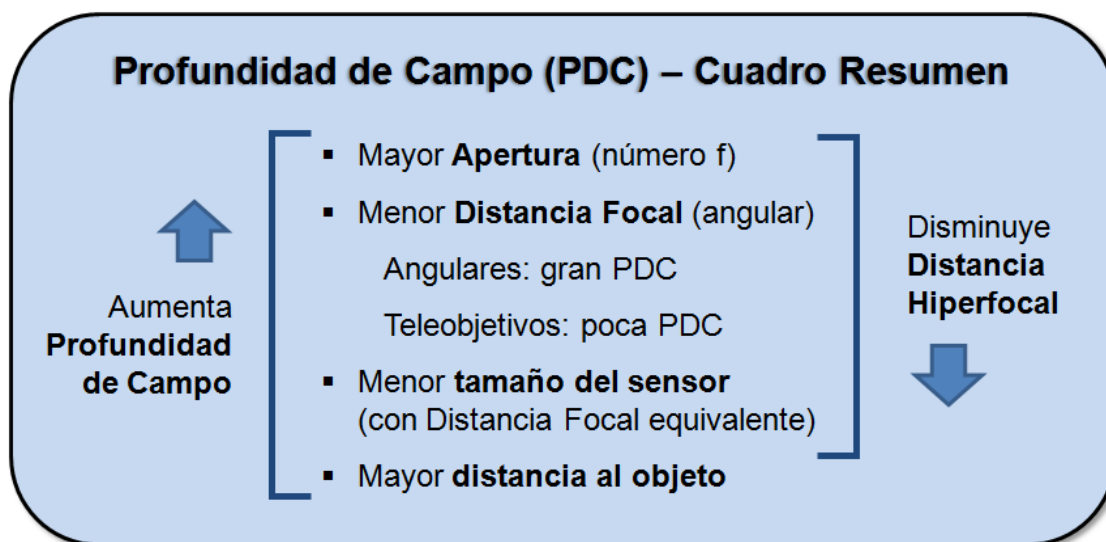 Profundidad de Campo (PDC) – Cuadro Resumen
Aumenta
Profundidad
de Campo
▪ Mayor Apertura (número f)
▪ Menor Distancia Focal (angular)
Angulares: gran PDC
Teleobjetivos: poca PDC
▪ Menor tamaño del sensor
(con Distancia Focal equivalente)
▪ Mayor distancia al objeto
Disminuye
Distancia
Hiperfocal